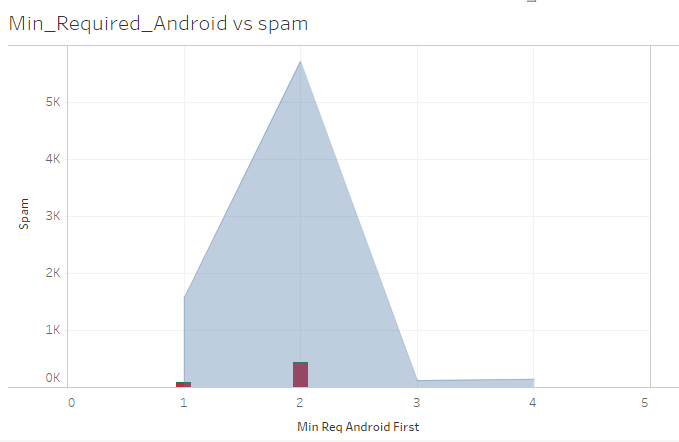 Min_Required_Android vs spam
5K
4K
3K
Spam
2K
1K
0K
0 1 2 3 4 5
Min Req Android First